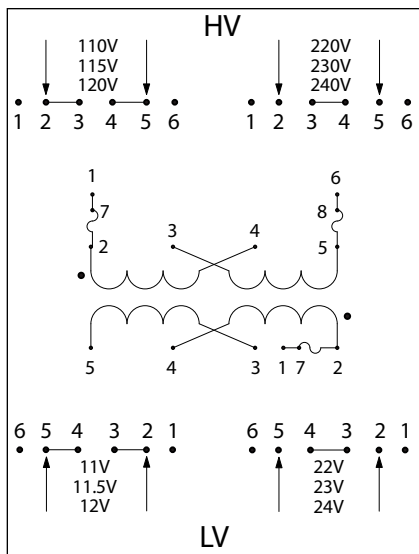 HV
110V 220V
115V 230V
120V 240V
1 2 3 4 5 6 1 2 3 4 5 6
1 6
7 8
2 3 4 5
5 4 3 1 7 2
6 5 4 3 2 1 6 5 4 3 2 1
11V 22V
11.5V 23V
12V 24V
LV